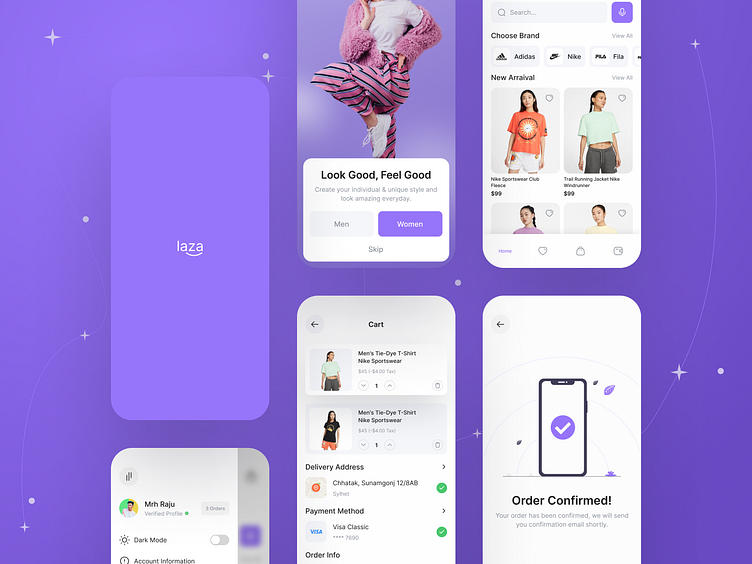 laza
Mrh Raju
Verified Profile
3 Orders
Dark Mode
Account Information
Look Good, Feel Good
Create your individual & unique style and
look amazing everyday.
Men
Women
Skip
Cart
Men's Tie-Dye T-Shirt
Nike Sportswear
$45 (-$4.00 Tax)
1
Men's Tie-Dye T-Shirt
Nike Sportswear
$45 (-$4.00 Tax)
1
Delivery Address
Chhatak, Sunamgonj 12/8AB
Sylhet
Payment Method
VISA
Visa Classic
**** 7690
Order Info
Search...
Choose Brand
View All
Adidas
Nike
FILA
Fila
New Arraival
View All
Nike Sportswear Club
Fleece
$99
Trail Running Jacket Nike
Windrunner
$99
Home
Order Confirmed!
Your order has been confirmed, we will send
you confirmation email shortly.